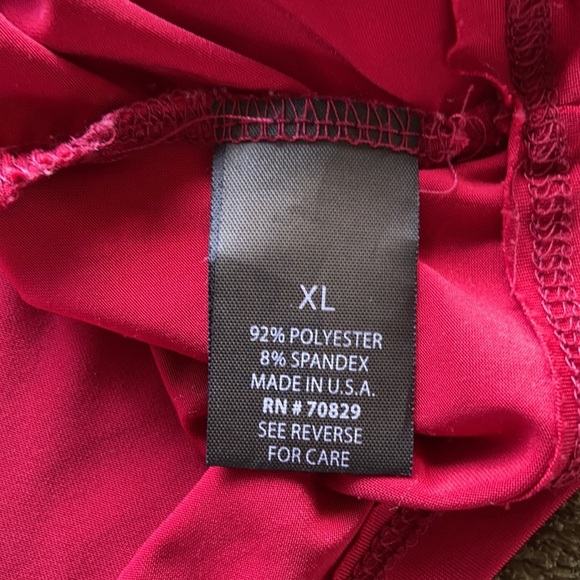 XL
92% POLYESTER
8% SPANDEX
MADE IN U.S.A.
RN # 70829
SEE REVERSE
FOR CARE